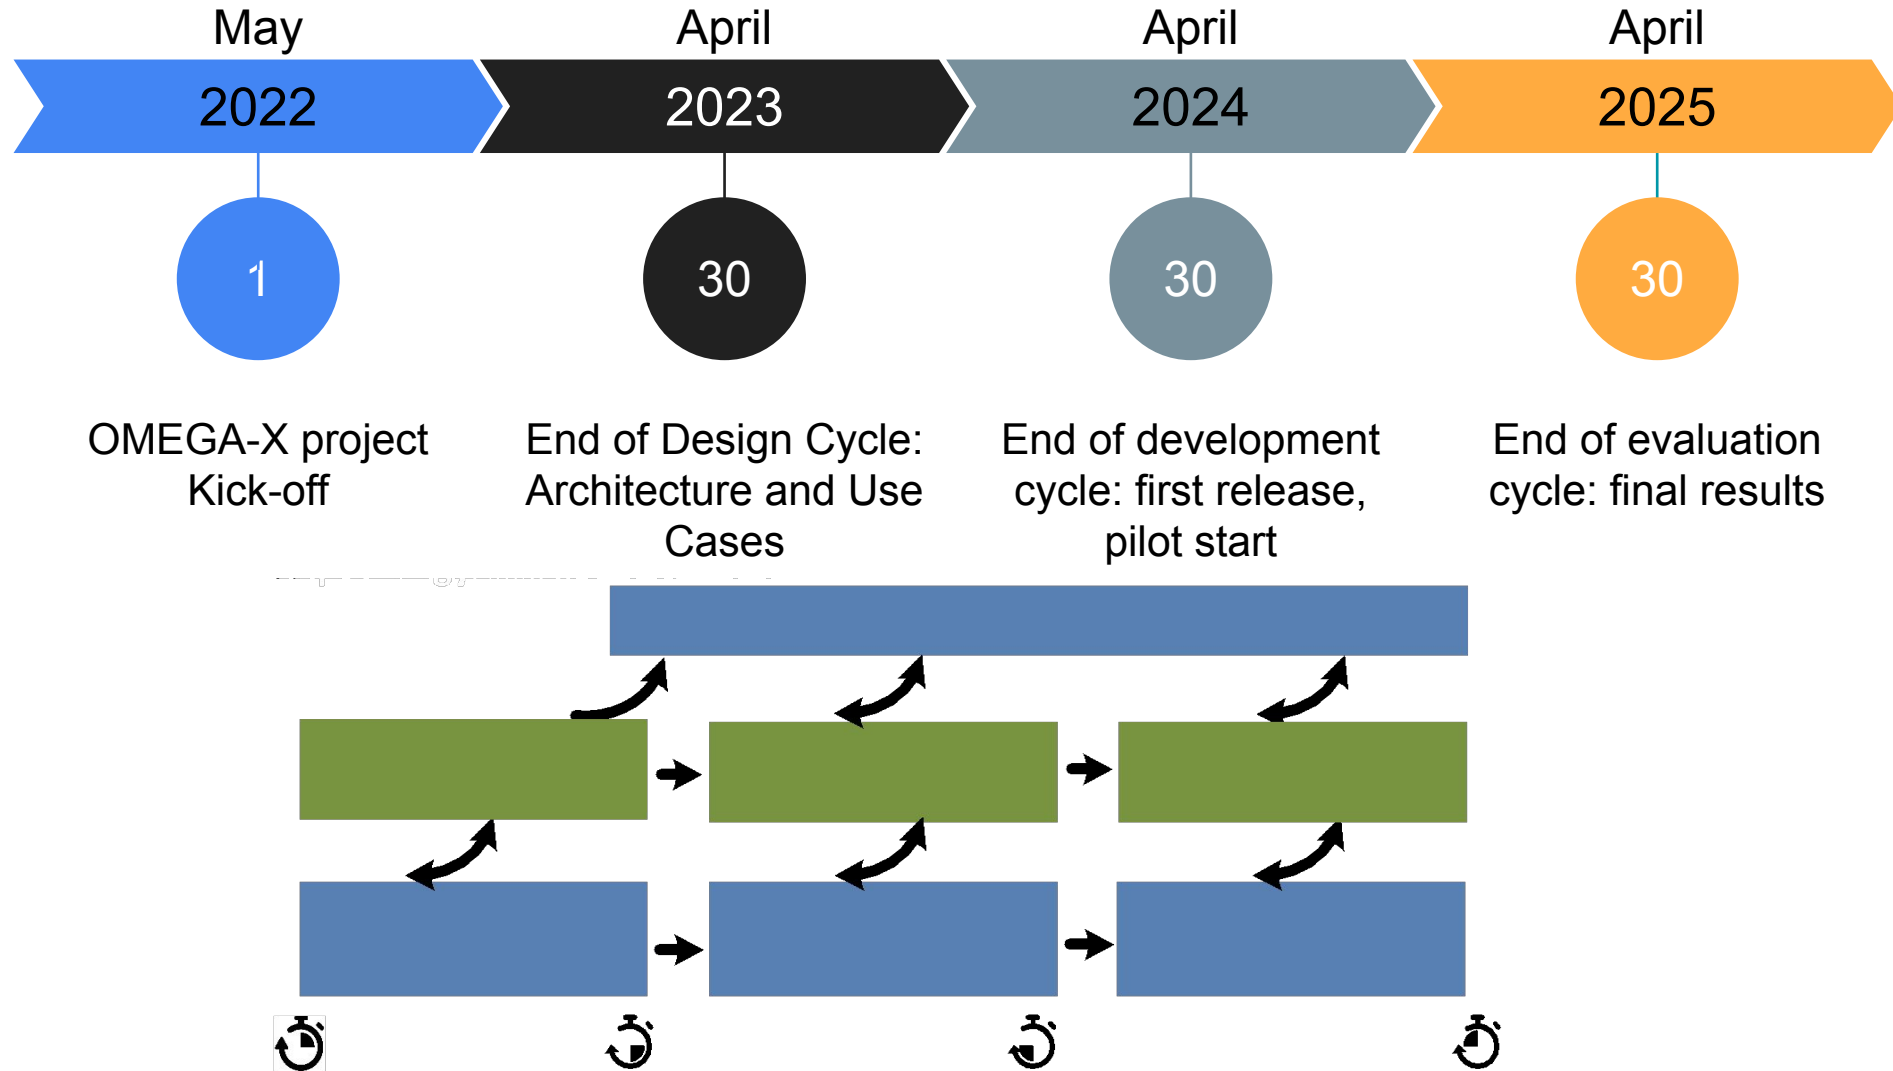 May
April
April
April
2022
2023
2024
2025
1
30
30
30
OMEGA-X project
Kick-off
End of Design Cycle:
Architecture and Use
Cases
End of development
cycle: first release,
pilot start
End of evaluation
cycle: final results